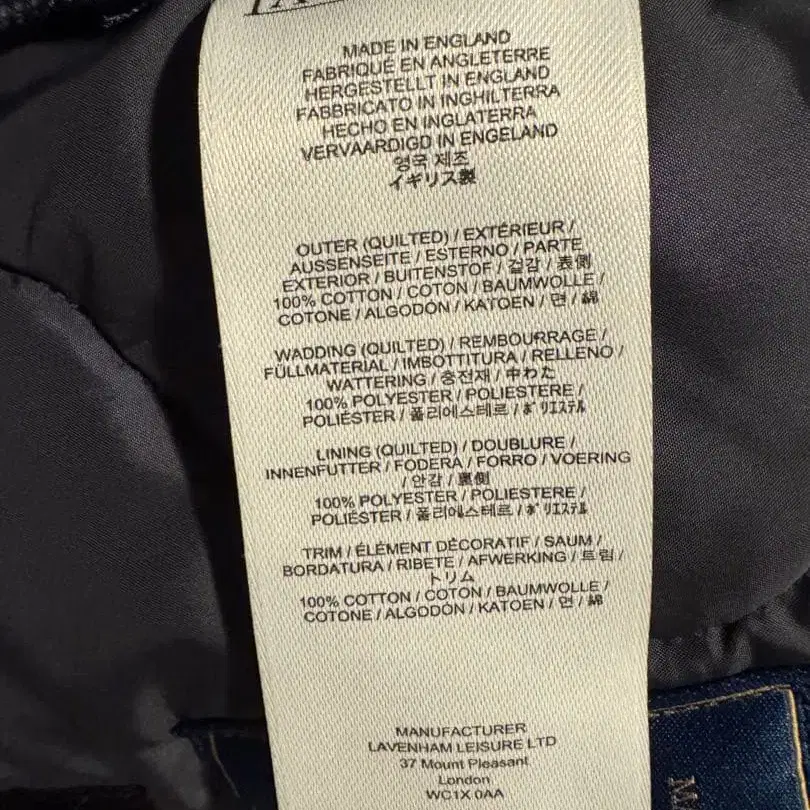 MADE IN ENGLAND
FABRIQUÉ EN ANGLETERRE
HERGESTELLT IN ENGLAND
FABBRICATO IN INGHILTERRA
HECHO EN INGLATERRA
VERVAARDIGD IN ENGELAND
영국 제조
イギリス製
OUTER (QUILTED) / EXTÉRIEUR /
AUSSENSEITE / ESTERNO / PARTE
EXTERIOR / BUITENSTOF / 겉감 / 表側
100% COTTON / COTON / BAUMWOLLE /
COTONE / ALGODÓN / KATOEN / 면 / 綿
WADDING (QUILTED) / REMBOURRAGE /
FÜLLMATERIAL / IMBOTTITURA / RELLENO /
WATTERING / 충전재 / 中わた
100% POLYESTER / POLIESTERE /
POLIÉSTER / 폴리에스테르 / ﾎﾟﾘｴｽﾃﾙ
LINING (QUILTED) / DOUBLURE /
INNENFUTTER / FODERA / FORRO / VOERING
/ 안감 / 裏側
100% POLYESTER / POLIESTERE /
POLIÉSTER / 폴리에스테르 / ﾎﾟﾘｴｽﾃﾙ
TRIM / ÉLÉMENT DÉCORATIF / SAUM /
BORDATURA / RIBETE / AFWERKING / 트림 /
トリム
100% COTTON / COTON / BAUMWOLLE /
COTONE / ALGODÓN / KATOEN / 면 / 綿
MANUFACTURER
LAVENHAM LEISURE LTD
37 Mount Pleasant
London
WC1X 0AA